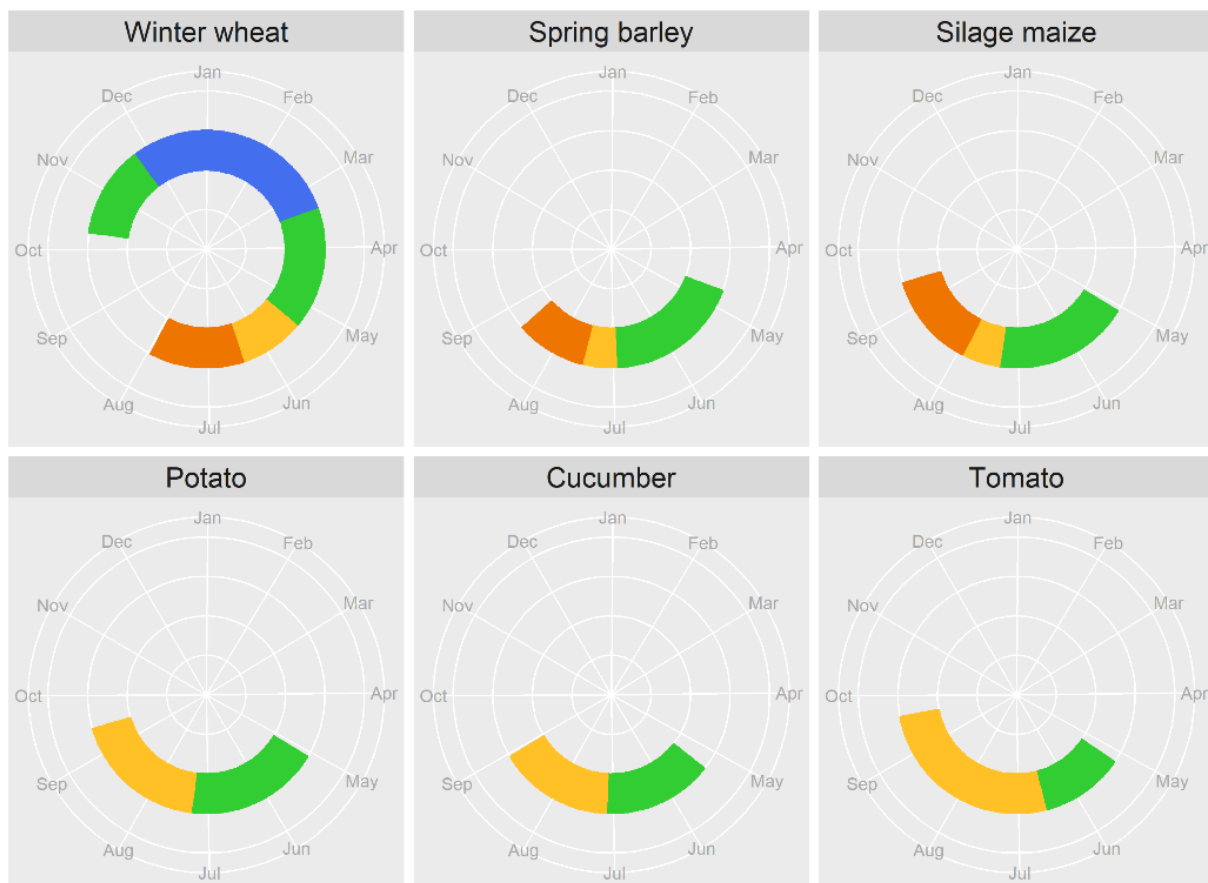 Winter wheat
Jan
Feb
Mar
Apr
May
Jun
Jul
Aug
Sep
Oct
Nov
Dec
Spring barley
Jan
Feb
Mar
Apr
May
Jun
Jul
Aug
Sep
Oct
Nov
Dec
Silage maize
Jan
Feb
Mar
Apr
May
Jun
Jul
Aug
Sep
Oct
Nov
Dec
Potato
Jan
Feb
Mar
Apr
May
Jun
Jul
Aug
Sep
Oct
Nov
Dec
Cucumber
Jan
Feb
Mar
Apr
May
Jun
Jul
Aug
Sep
Oct
Nov
Dec
Tomato
Jan
Feb
Mar
Apr
May
Jun
Jul
Aug
Sep
Oct
Nov
Dec